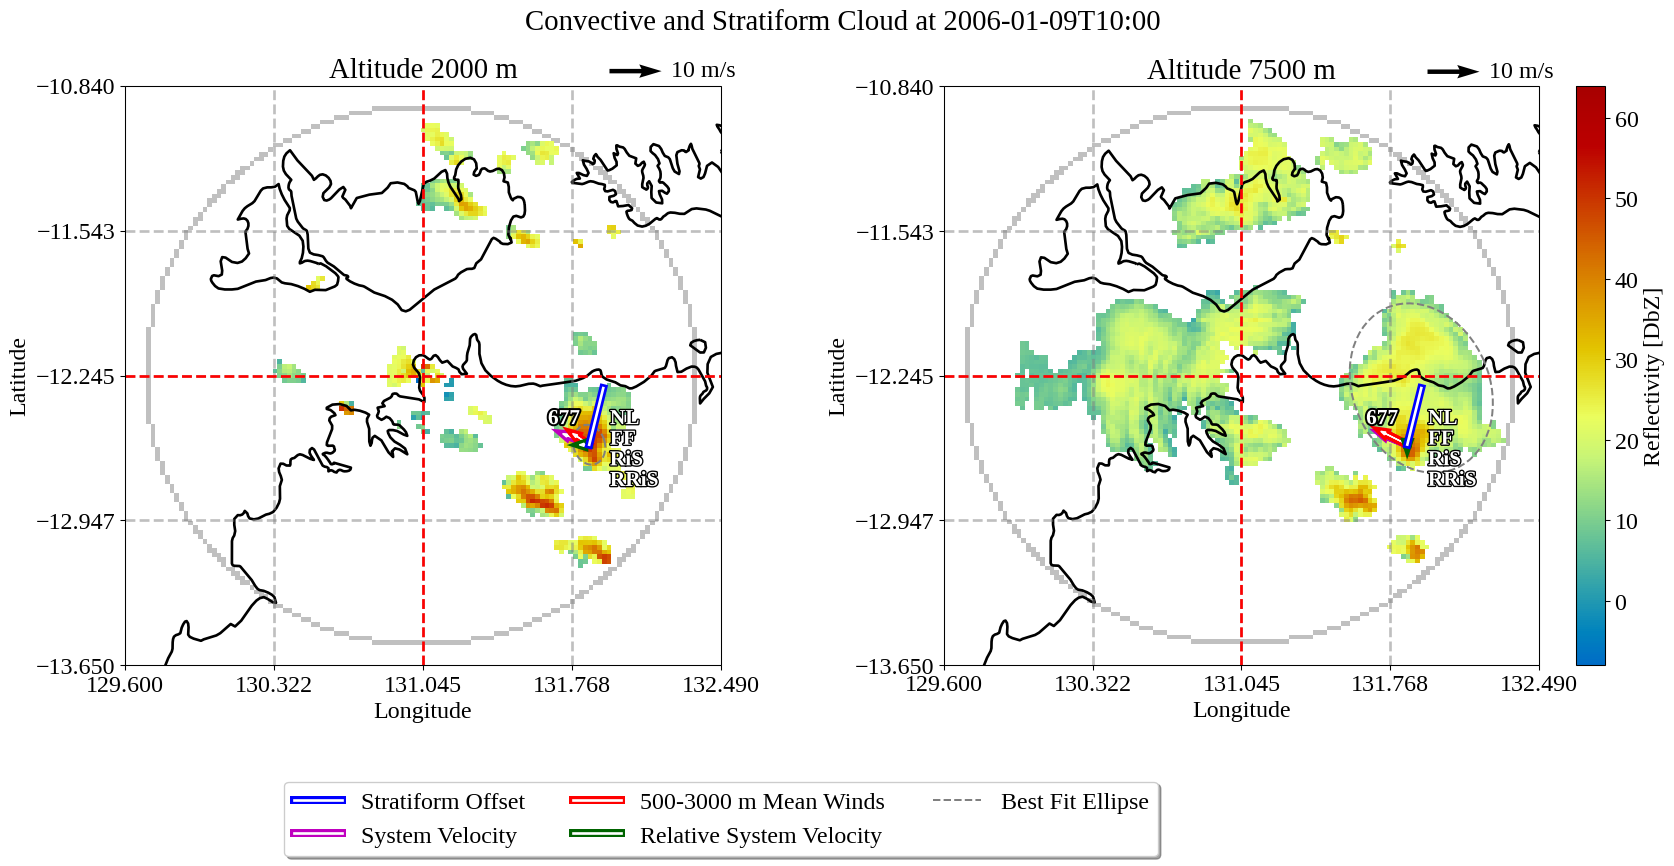 Convective and Stratiform Cloud at 2006-01-09T10:00
Altitude 2000 m
10 m/s
−10.840
−11.543
−12.245
−12.947
−13.650
Latitude
677
NL
FF
RiS
RRiS
129.600
130.322
131.045
131.768
132.490
Longitude
Altitude 7500 m
10 m/s
−10.840
−11.543
−12.245
−12.947
−13.650
Latitude
677
NL
FF
RiS
RRiS
129.600
130.322
131.045
131.768
132.490
Longitude
60
50
40
30
20
10
0
Reflectivity [DbZ]
Stratiform Offset
500-3000 m Mean Winds
Best Fit Ellipse
System Velocity
Relative System Velocity